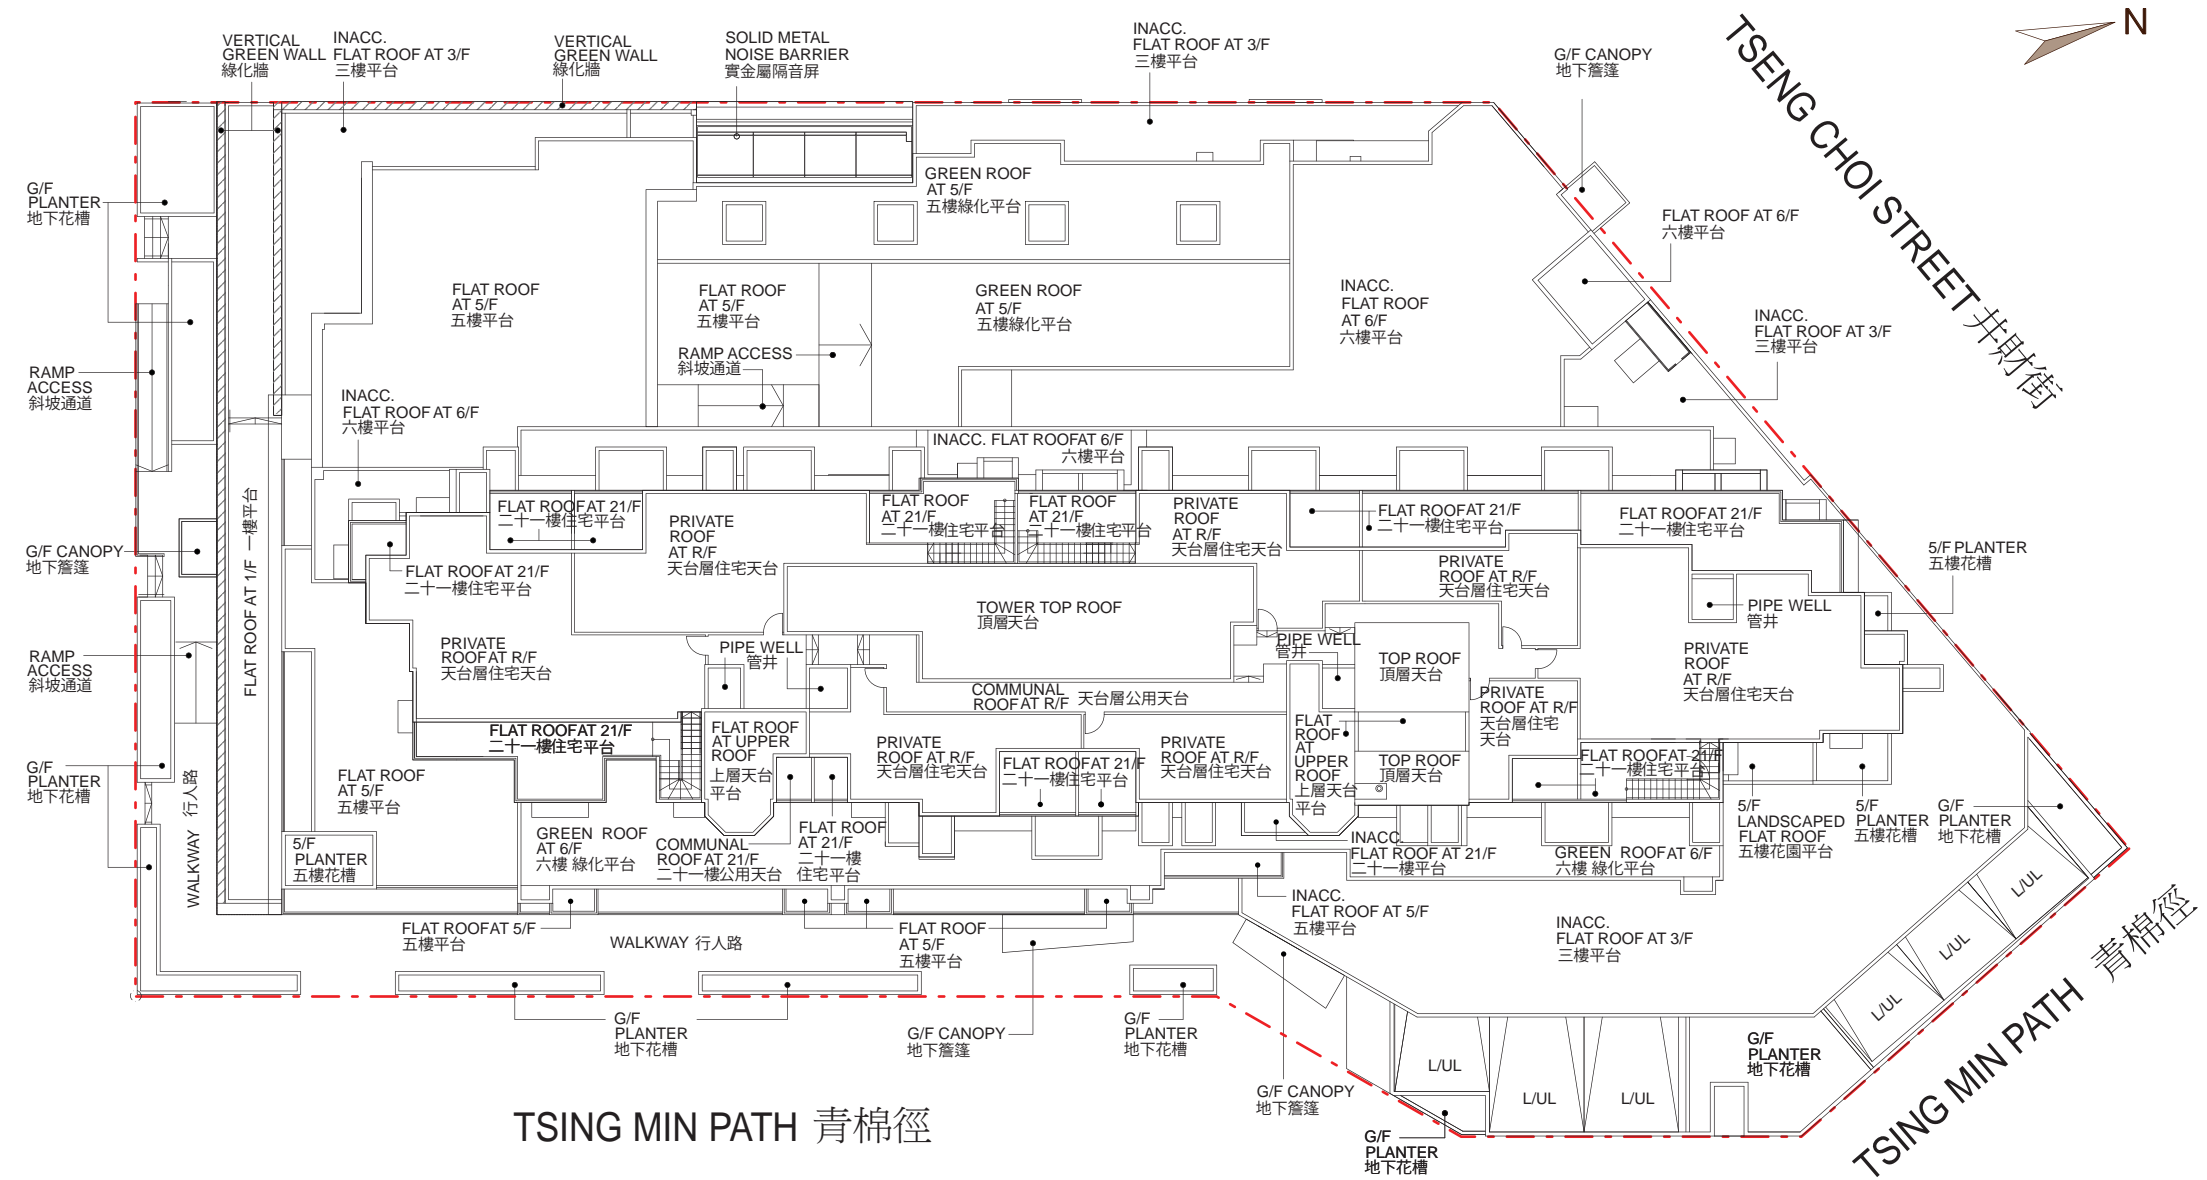 VERTICAL
GREEN WALL
綠化牆
INACC.
FLAT ROOF AT 3/F
三樓平台
VERTICAL
GREEN WALL
綠化牆
SOLID METAL
NOISE BARRIER
實金屬隔音屏
INACC.
FLAT ROOF AT 3/F
三樓平台
G/F CANOPY
地下簷篷
N
TSENG CHOI STREET 井財街
G/F
PLANTER
地下花槽
GREEN ROOF
AT 5/F
五樓綠化平台
FLAT ROOF AT 6/F
六樓平台
FLAT ROOF
AT 5/F
五樓平台
FLAT ROOF
AT 5/F
五樓平台
GREEN ROOF
AT 5/F
五樓綠化平台
INACC.
FLAT ROOF
AT 6/F
六樓平台
INACC.
FLAT ROOF AT 3/F
三樓平台
RAMP ACCESS
斜坡通道
RAMP
ACCESS
斜坡通道
INACC.
FLAT ROOF AT 6/F
六樓平台
INACC. FLAT ROOF AT 6/F
六樓平台
FLAT ROOF AT 1/F 一樓平台
FLAT ROOF AT 21/F
二十一樓住宅平台
PRIVATE
ROOF
AT R/F
天台層住宅天台
FLAT ROOF
AT 21/F
二十一樓住宅平台
FLAT ROOF
AT 21/F
二十一樓住宅平台
PRIVATE
ROOF
AT R/F
天台層住宅天台
FLAT ROOF AT 21/F
二十一樓住宅平台
FLAT ROOF AT 21/F
二十一樓住宅平台
G/F CANOPY
地下簷篷
FLAT ROOF AT 21/F
二十一樓住宅平台
PRIVATE
ROOF AT R/F
天台層住宅天台
5/F PLANTER
五樓花槽
TOWER TOP ROOF
頂層天台
PIPE WELL
管井
PRIVATE
ROOF AT R/F
天台層住宅天台
PIPE WELL
管井
PIPE WELL
管井
TOP ROOF
頂層天台
PRIVATE
ROOF
AT R/F
天台層住宅天台
RAMP
ACCESS
斜坡通道
COMMUNAL
ROOF AT R/F
天台層公用天台
PRIVATE
ROOF AT R/F
天台層住宅
天台
FLAT ROOF AT 21/F
二十一樓住宅平台
FLAT ROOF
AT UPPER
ROOF
上層天台
平台
PRIVATE
ROOF AT R/F
天台層住宅天台
FLAT ROOF AT 21/F
二十一樓住宅平台
PRIVATE
ROOF AT R/F
天台層住宅天台
FLAT
ROOF
AT
UPPER
ROOF
上層天台
平台
TOP ROOF
頂層天台
FLAT ROOF AT 21/F
二十一樓住宅平台
G/F
PLANTER
地下花槽
WALKWAY 行人路
FLAT ROOF
AT 5/F
五樓平台
5/F
PLANTER
五樓花槽
GREEN ROOF
AT 6/F
六樓 綠化平台
COMMUNAL
ROOF AT 21/F
二十一樓公用天台
FLAT ROOF
AT 21/F
二十一樓
住宅平台
INACC.
FLAT ROOF AT 21/F
二十一樓平台
GREEN ROOF AT 6/F
六樓 綠化平台
5/F
LANDSCAPED
FLAT ROOF
五樓花園平台
5/F
PLANTER
五樓花槽
G/F
PLANTER
地下花槽
FLAT ROOF AT 5/F
五樓平台
WALKWAY 行人路
FLAT ROOF
AT 5/F
五樓平台
INACC.
FLAT ROOF AT 5/F
五樓平台
INACC.
FLAT ROOF AT 3/F
三樓平台
L/UL
L/UL
L/UL
G/F
PLANTER
地下花槽
G/F CANOPY
地下簷篷
G/F
PLANTER
地下花槽
G/F CANOPY
地下簷篷
L/UL
L/UL
L/UL
G/F
PLANTER
地下花槽
G/F
PLANTER
地下花槽
TSING MIN PATH 青棉徑
TSING MIN PATH 青棉徑